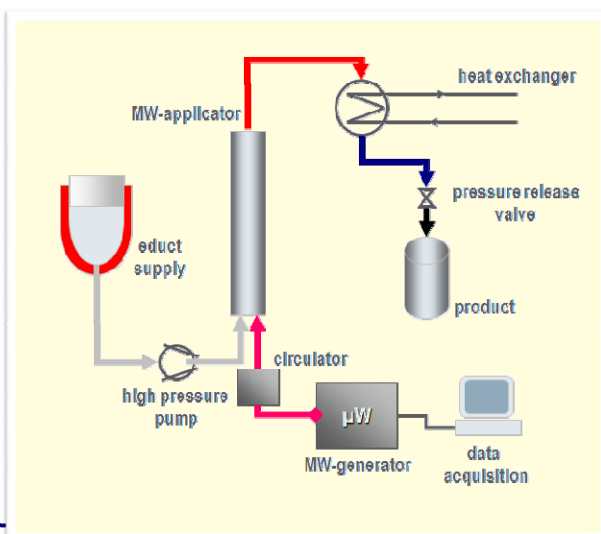 heat exchanger
MW-applicator
pressure release
valve
educt
supply
product
circulator
high pressure
pump
µW
MW-generator
data
acquisition